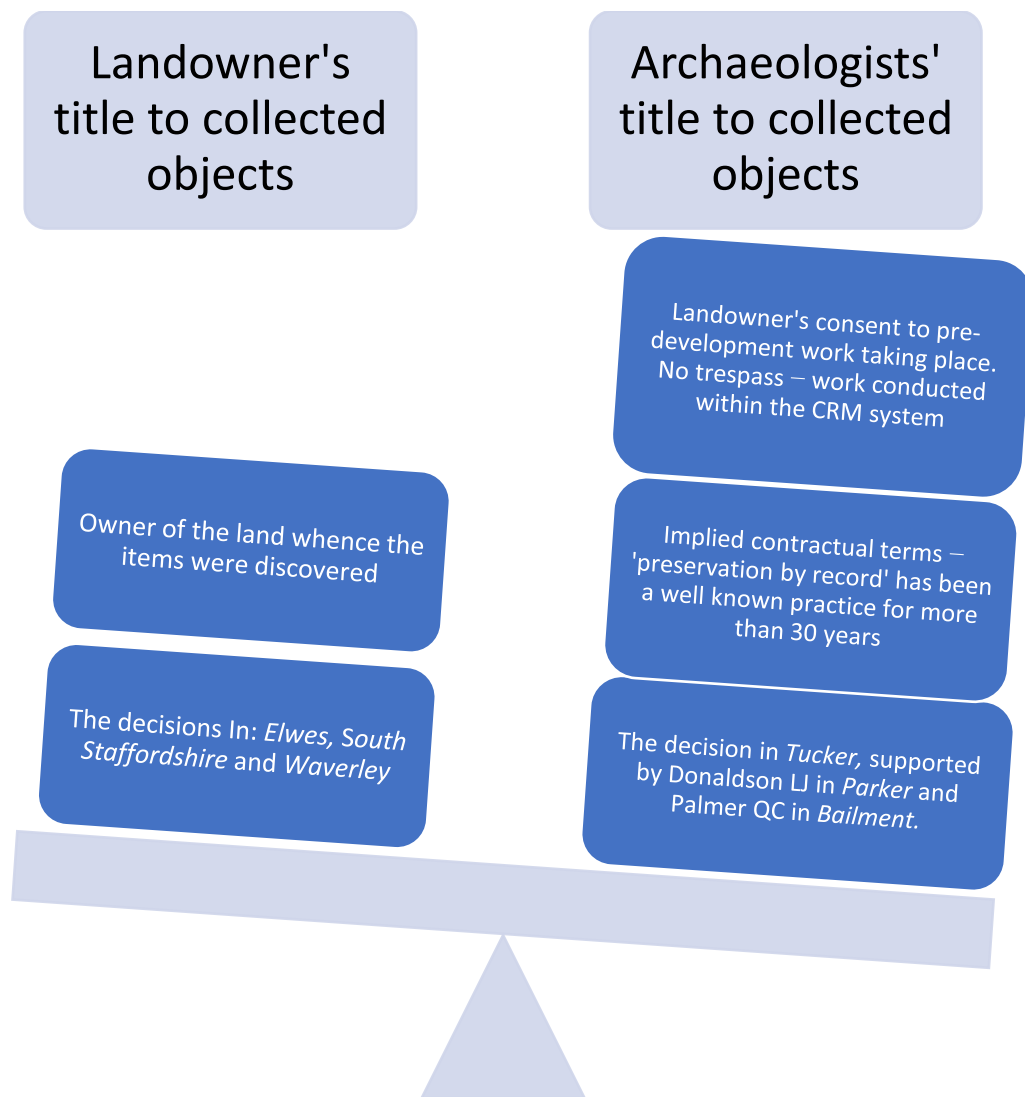 Landowner's
title to collected
objects
Archaeologists'
title to collected
objects
Owner of the land whence the
items were discovered
The decisions In: Elwes, South
Staffordshire and Waverley
Landowner's consent to pre-
development work taking place.
No trespass – work conducted
within the CRM system
Implied contractual terms –
'preservation by record' has been
a well known practice for more
than 30 years
The decision in Tucker, supported
by Donaldson LJ in Parker and
Palmer QC in Bailment.